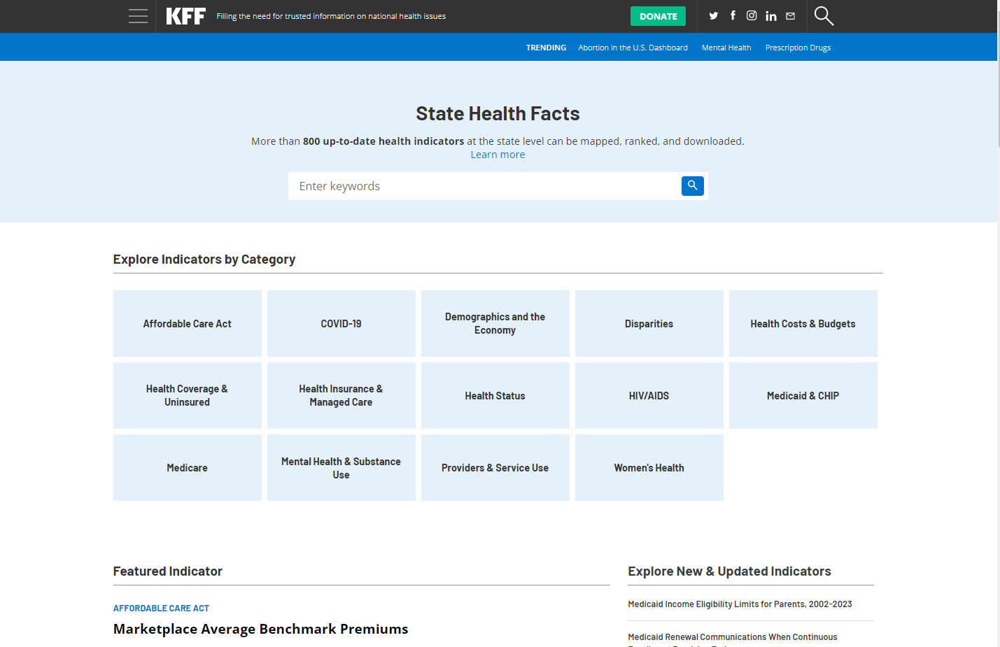 KFF
Filling the need for trusted information on national health issues
DONATE
TRENDING
Abortion in the U.S. Dashboard
Mental Health
Prescription Drugs
State Health Facts
More than 800 up-to-date health indicators at the state level can be mapped, ranked, and downloaded.
Learn more
Enter keywords
Explore Indicators by Category
Affordable Care Act
COVID-19
Demographics and the
Economy
Disparities
Health Costs & Budgets
Health Coverage &
Uninsured
Health Insurance &
Managed Care
Health Status
HIV/AIDS
Medicaid & CHIP
Medicare
Mental Health & Substance
Use
Providers & Service Use
Women's Health
Featured Indicator
AFFORDABLE CARE ACT
Marketplace Average Benchmark Premiums
Explore New & Updated Indicators
Medicaid Income Eligibility Limits for Parents, 2002-2023
Medicaid Renewal Communications When Continuous